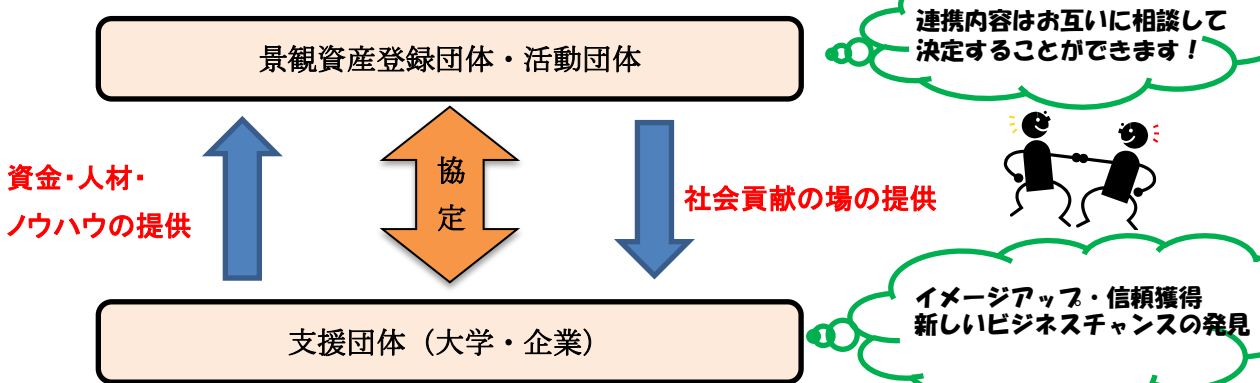 連携内容はお互いに相談して
決定することができます！
景観資産登録団体・活動団体
資金・人材・
ノウハウの提供
協
定
社会貢献の場の提供
イメージアップ・信頼獲得
新しいビジネスチャンスの発見
支援団体（大学・企業）